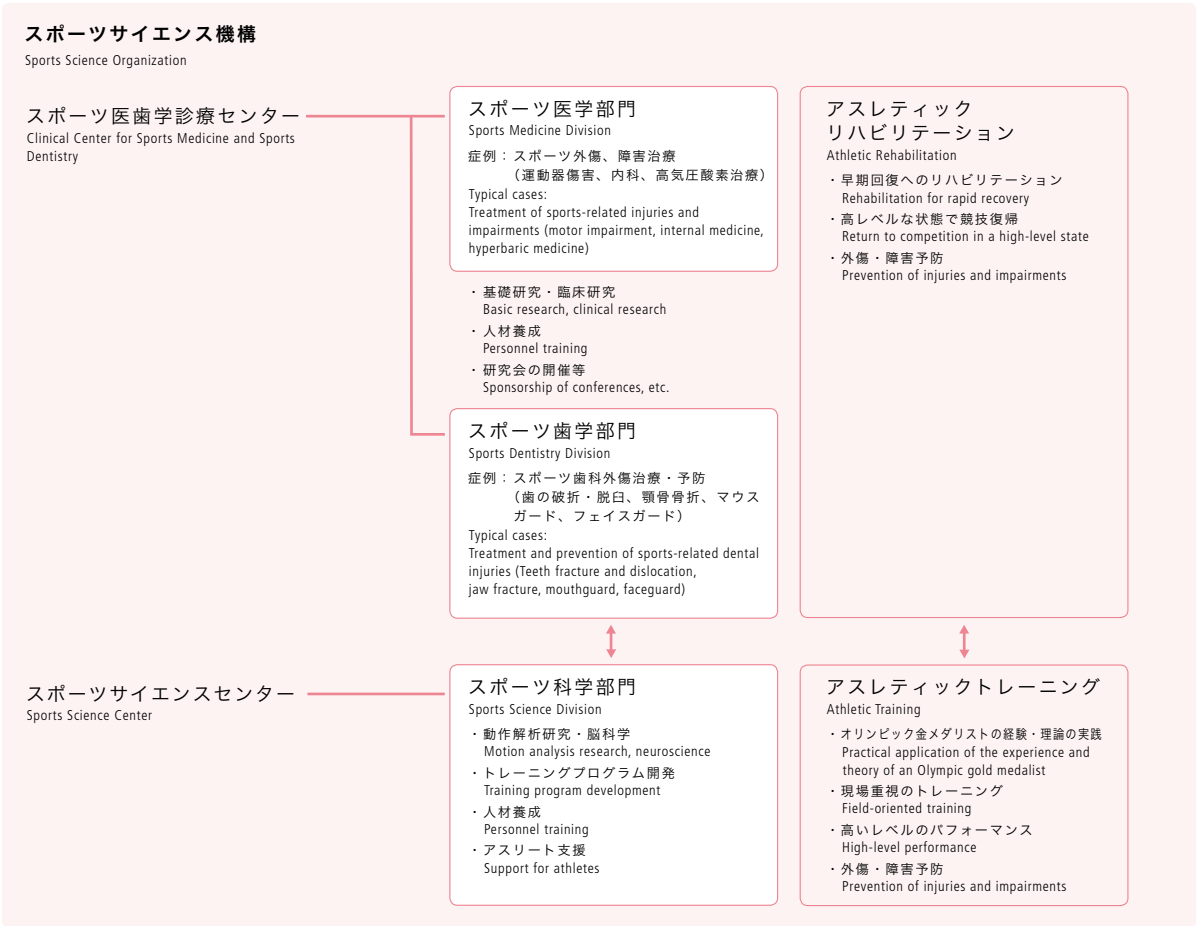 スポーツサイエンス機構
Sports Science Organization
スポーツ医歯学診療センター
Clinical Center for Sports Medicine and Sports
Dentistry
スポーツ医学部門
Sports Medicine Division
症例：スポーツ外傷、障害治療
（運動器傷害、内科、高気圧酸素治療）
Typical cases:
Treatment of sports-related injuries and
impairments (motor impairment, internal medicine,
hyperbaric medicine)
・基礎研究・臨床研究
Basic research, clinical research
・人材養成
Personnel training
・研究会の開催等
Sponsorship of conferences, etc.
スポーツ歯学部門
Sports Dentistry Division
症例：スポーツ歯科外傷治療・予防
（歯の破折・脱臼、顎骨骨折、マウス
ガード、フェイスガード）
Typical cases:
Treatment and prevention of sports-related dental
injuries (Teeth fracture and dislocation,
jaw fracture, mouthguard, faceguard)
アスレティック
リハビリテーション
Athletic Rehabilitation
・早期回復へのリハビリテーション
Rehabilitation for rapid recovery
・高レベルな状態で競技復帰
Return to competition in a high-level state
・外傷・障害予防
Prevention of injuries and impairments
スポーツサイエンスセンター
Sports Science Center
スポーツ科学部門
Sports Science Division
・動作解析研究・脳科学
Motion analysis research, neuroscience
・トレーニングプログラム開発
Training program development
・人材養成
Personnel training
・アスリート支援
Support for athletes
アスレティックトレーニング
Athletic Training
・オリンピック金メダリストの経験・理論の実践
Practical application of the experience and
theory of an Olympic gold medalist
・現場重視のトレーニング
Field-oriented training
・高いレベルのパフォーマンス
High-level performance
・外傷・障害予防
Prevention of injuries and impairments